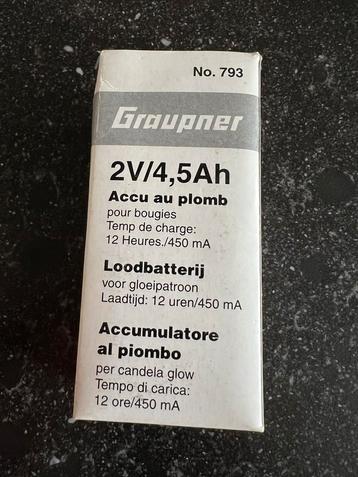 No. 793
Graupner
2V/4,5Ah
Accu au plomb
pour bougies
Temp de charge:
12 Heures./450 mA
Loodbatterij
voor gloeipatroon
Laadtijd: 12 uren/450 mA
Accumulatore
al piombo
per candela glow
Tempo di carica:
12 ore/450 mA